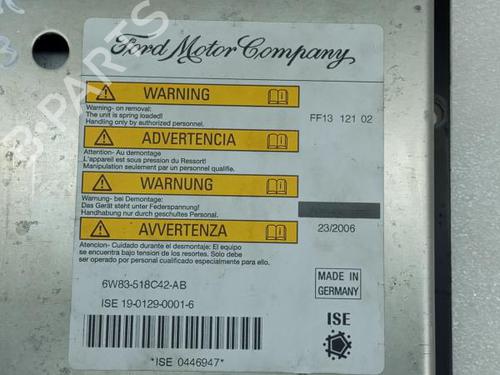 Ford Motor Company
WARNING
Warning- on removal:
The unit is spring loaded!
Handling only by authorized personel.
FF13 121 02
ADVERTENCIA
Attention- Au demontage
L'appareil est sous pression du Ressort!
Manipulation seulement par un personnel qualifie.
WARNUNG
Warnung- bei Demontage:
Das Gerät steht unter Federspannung!
Handhabung nur durch geschultes Personal.
AVVERTENZA
23/2006
Atencion- Cuidado durante el desmontaje: El equipo
se encuentra bajo tension de los resortes. Solo debe
ser operado por personal cualificado especialmente para ello.
6W83-518C42-AB
MADE IN
GERMANY
ISE 19-0129-0001-6
ISE
*ISE 0446947*
PARTS